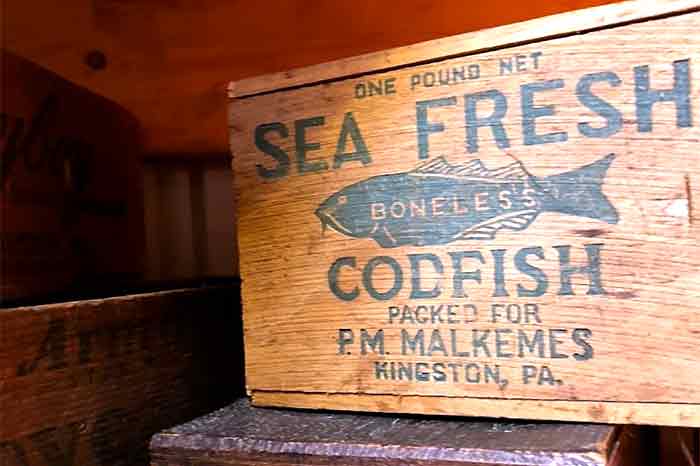 ONE POUND NET
SEA FRESH
BONELESS
CODFISH
PACKED FOR
P.M. MALKEMES
KINGSTON, PA.